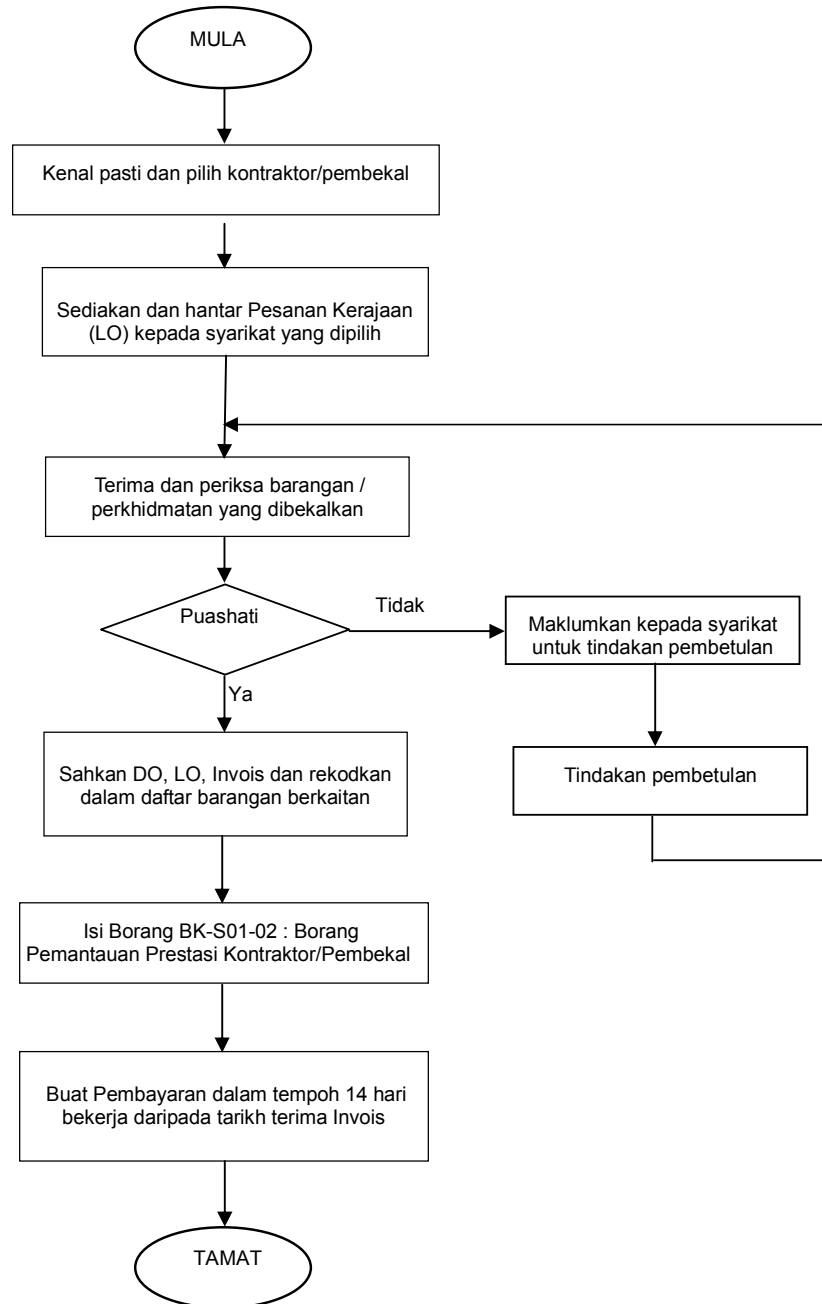 MULA
Kenal pasti dan pilih kontraktor/pembekal
Sediakan dan hantar Pesanan Kerajaan
(LO) kepada syarikat yang dipilih
Terima dan periksa barangan /
perkhidmatan yang dibekalkan
Puashati
Tidak
Maklumkan kepada syarikat
untuk tindakan pembetulan
Tindakan pembetulan
Ya
Sahkan DO, LO, Invois dan rekodkan
dalam daftar barangan berkaitan
Isi Borang BK-S01-02 : Borang
Pemantauan Prestasi Kontraktor/Pembekal
Buat Pembayaran dalam tempoh 14 hari
bekerja daripada tarikh terima Invois
TAMAT